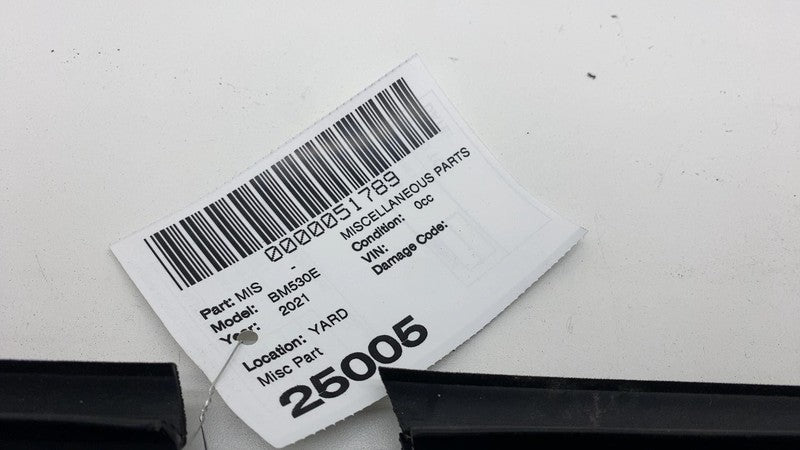 0000051789
Part: MIS - MISCELLANEOUS PARTS
Model: BM530E Condition: 0cc
Year: 2021 VIN:
Damage Code:
Location: YARD
Misc Part
25005